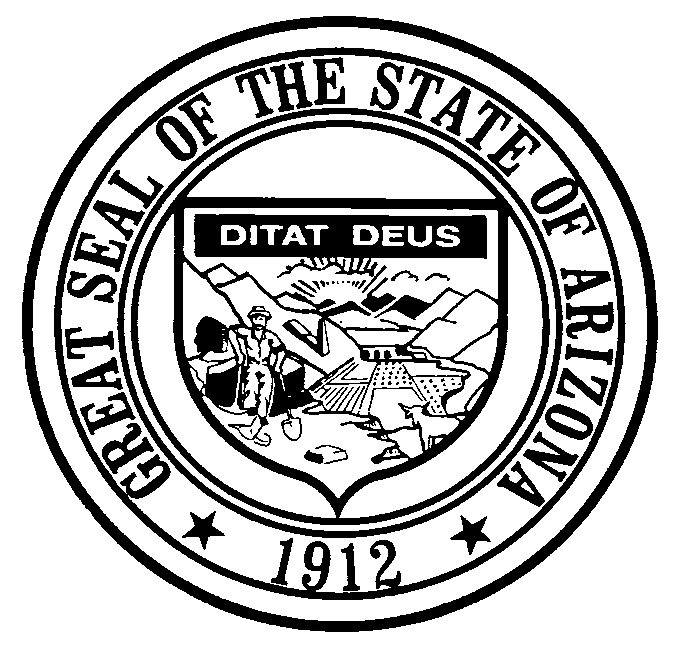 GREAT SEAL OF THE STATE OF ARIZONA
DITAT DEUS
1912